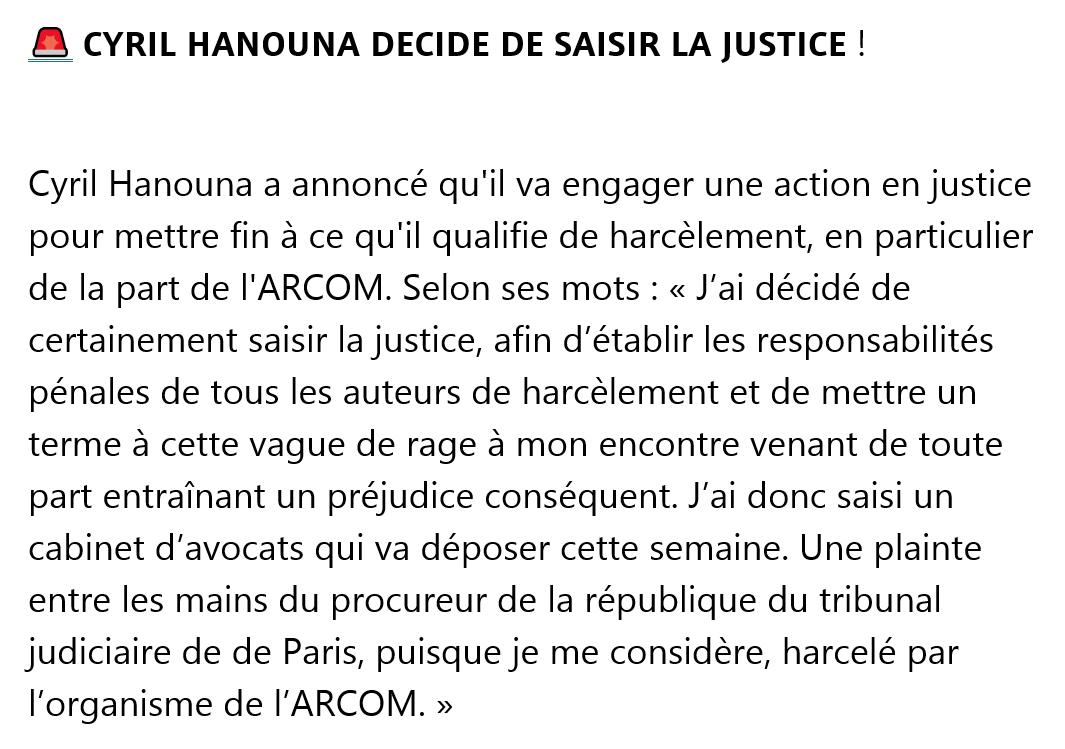 🚨 CYRIL HANOUNA DECIDE DE SAISIR LA JUSTICE !
Cyril Hanouna a annoncé qu'il va engager une action en justice
pour mettre fin à ce qu'il qualifie de harcèlement, en particulier
de la part de l'ARCOM. Selon ses mots : « J’ai décidé de
certainement saisir la justice, afin d’établir les responsabilités
pénales de tous les auteurs de harcèlement et de mettre un
terme à cette vague de rage à mon encontre venant de toute
part entraînant un préjudice conséquent. J’ai donc saisi un
cabinet d’avocats qui va déposer cette semaine. Une plainte
entre les mains du procureur de la république du tribunal
judiciaire de de Paris, puisque je me considère, harcelé par
l’organisme de l’ARCOM. »